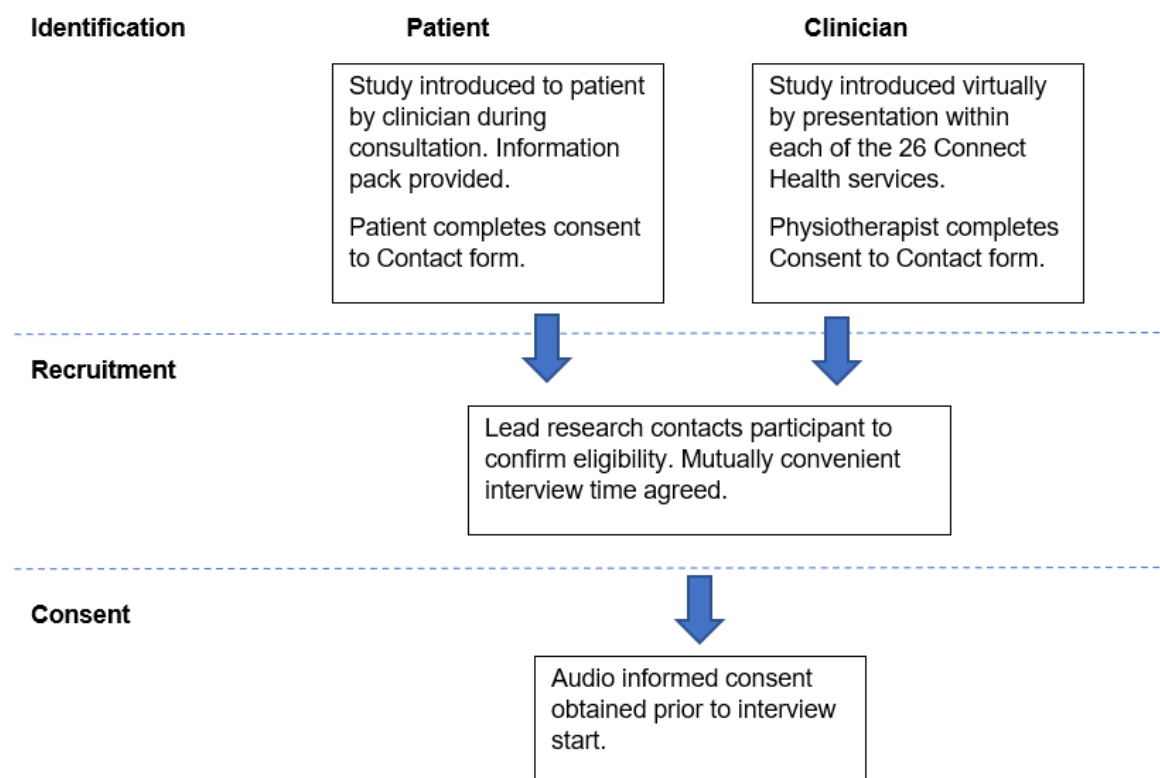 Identification
Patient
Clinician
Study introduced to patient
by clinician during
consultation. Information
pack provided.
Patient completes consent
to Contact form.
Study introduced virtually
by presentation within
each of the 26 Connect
Health services.
Physiotherapist completes
Consent to Contact form.
Recruitment
Lead research contacts participant to
confirm eligibility. Mutually convenient
interview time agreed.
Consent
Audio informed consent
obtained prior to interview
start.